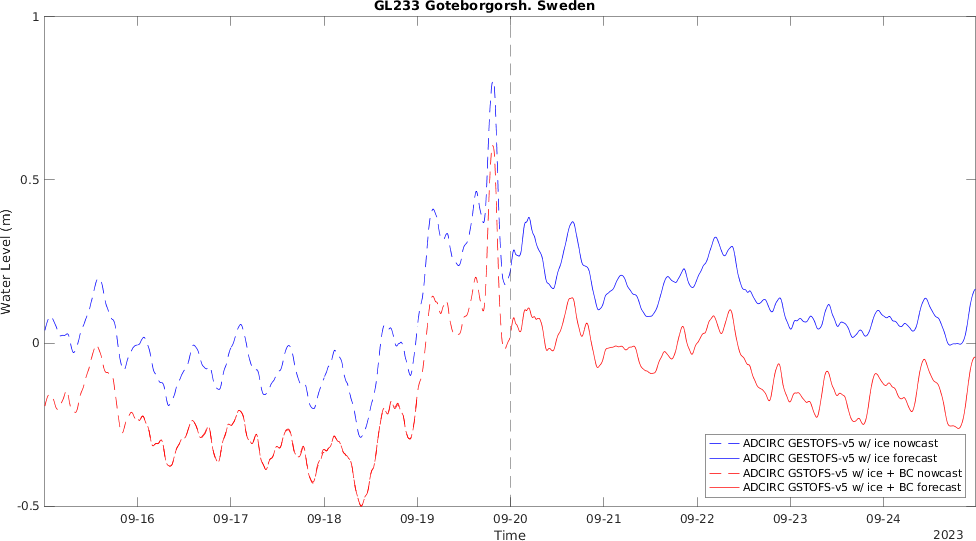 GL233 Goteborgorsh. Sweden
1
0.5
0
-0.5
Water Level (m)
09-16 09-17 09-18 09-19 09-20 09-21 09-22 09-23 09-24
Time
2023
ADCIRC GESTOFS-v5 w/ ice nowcast
ADCIRC GESTOFS-v5 w/ ice forecast
ADCIRC GSTOFS-v5 w/ ice + BC nowcast
ADCIRC GSTOFS-v5 w/ ice + BC forecast